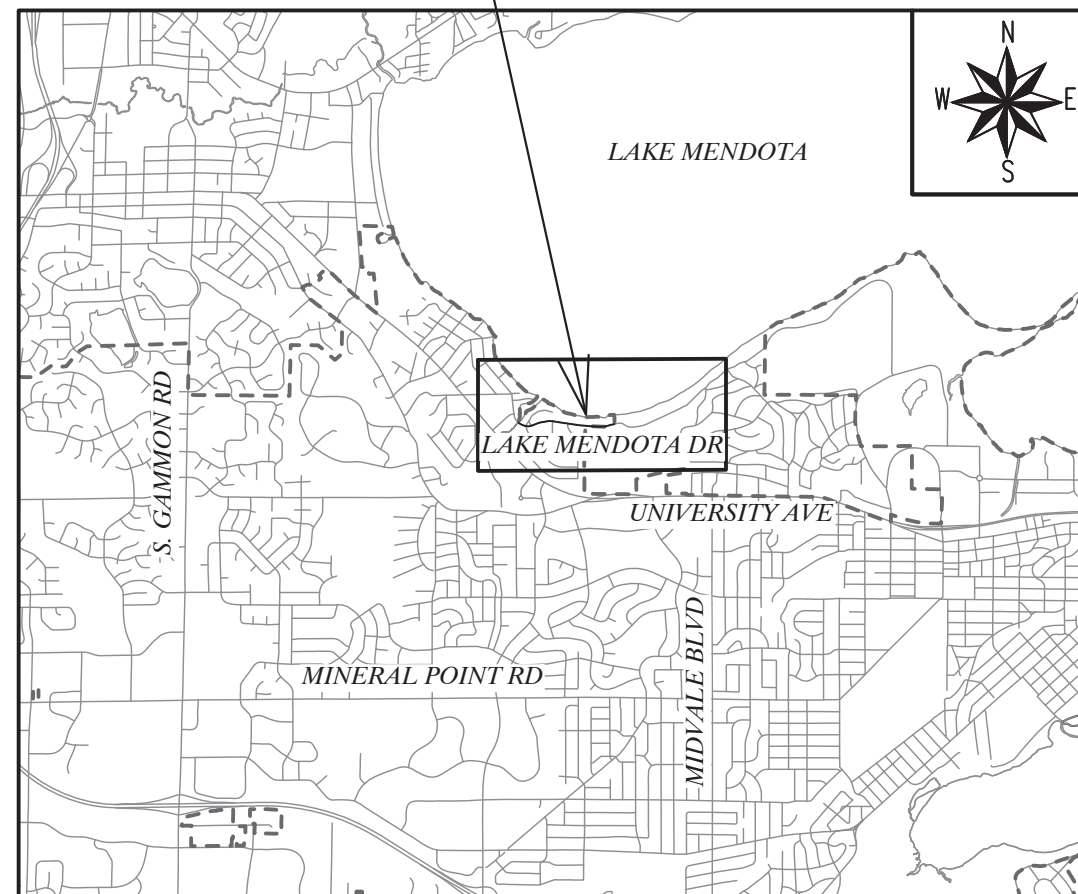 N
W
E
S
LAKE MENDOTA
S. GAMMON RD
LAKE MENDOTA DR
UNIVERSITY AVE
MIDVALE BLVD
MINERAL POINT RD